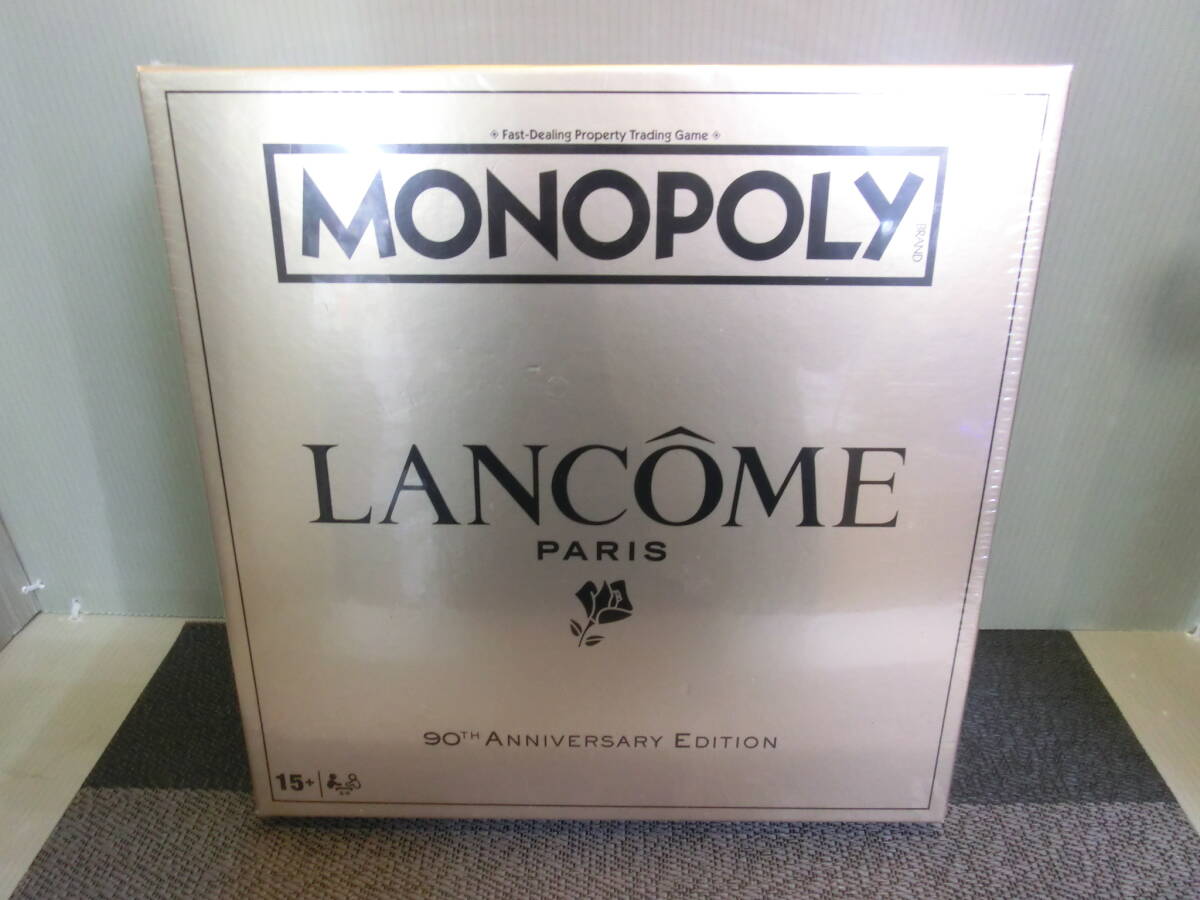 Fast-Dealing Property Trading Game
MONOPOLY
BRAND
LANCÔME
PARIS
90TH ANNIVERSARY EDITION
15+